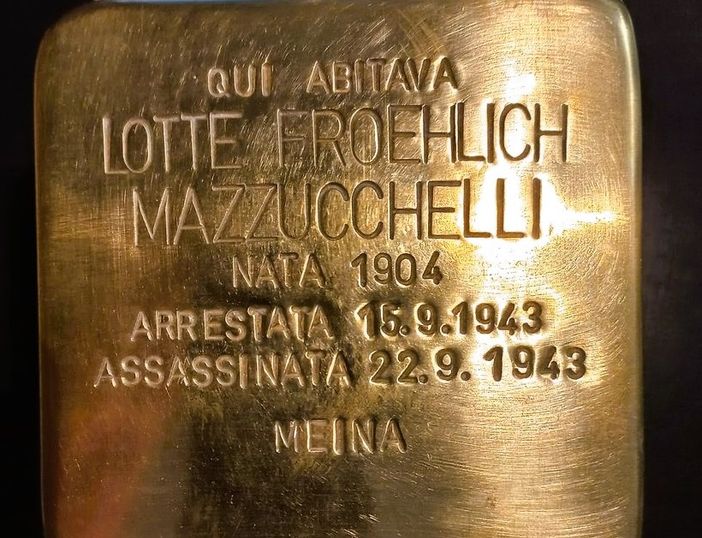 QUI ABITAVA
LOTTE FROEHLICH
MAZZUCCHELLI
NATA 1904
ARRESTATA 15.9.1943
ASSASSINATA 22.9.1943
MEINA